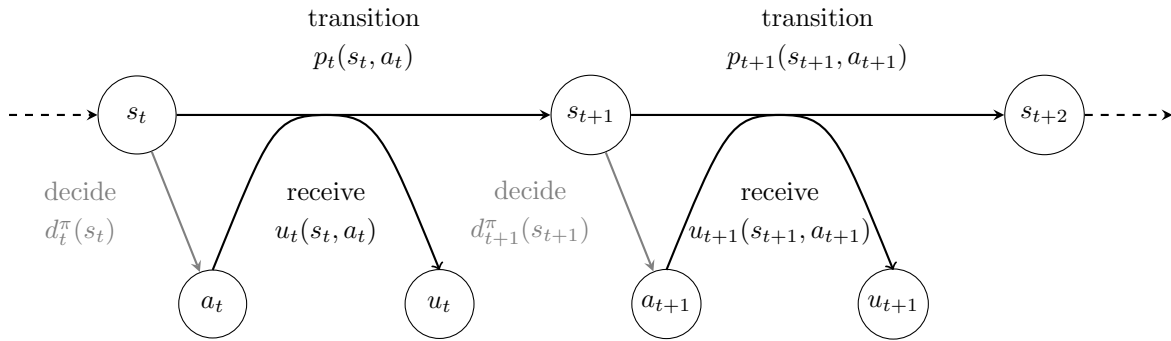 transition
p_t(s_t, a_t)
transition
p_{t+1}(s_{t+1}, a_{t+1})
s_t
s_{t+1}
s_{t+2}
decide
d_t^π(s_t)
receive
u_t(s_t, a_t)
decide
d_{t+1}^π(s_{t+1})
receive
u_{t+1}(s_{t+1}, a_{t+1})
a_t
u_t
a_{t+1}
u_{t+1}